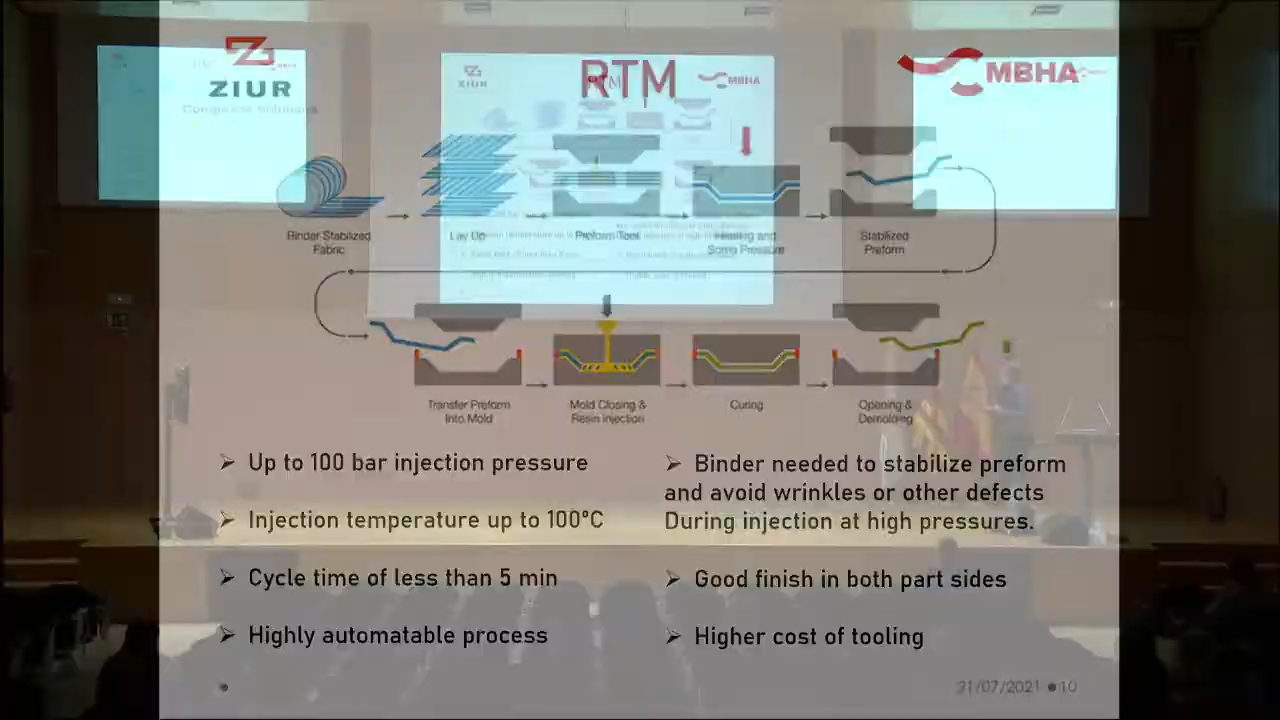 RTM
ZIUR
Composite Solutions
MBHA
ZIUR
MBHA
Binder Stabilized
Fabric
Lay Up
Preform Tool
Heating and
Some Pressure
Stabilized
Preform
Transfer Preform
Into Mold
Mold Closing &
Resin Injection
Curing
Opening &
Demolding
➢ Up to 100 bar injection pressure
➢ Injection temperature up to 100°C
➢ Cycle time of less than 5 min
➢ Highly automatable process
➢ Binder needed to stabilize preform
and avoid wrinkles or other defects
During injection at high pressures.
➢ Good finish in both part sides
➢ Higher cost of tooling
21/07/2021 ●10